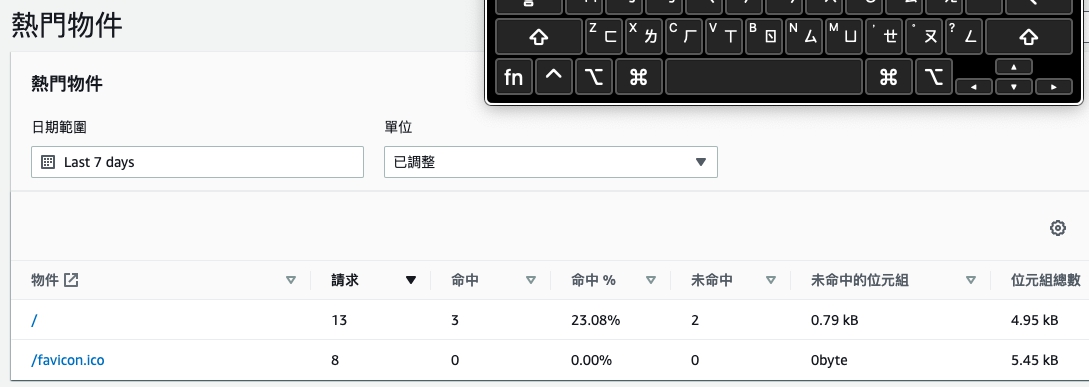 熱門物件
熱門物件
日期範圍
單位
Last 7 days
已調整
物件 請求 命中 命中 % 未命中 未命中的位元組 位元組總數
/ 13 3 23.08% 2 0.79 kB 4.95 kB
/favicon.ico 8 0 0.00% 0 0byte 5.45 kB
Z ㄈ X ㄌ C ㄏ V ㄒ B ㄖ N ㄙ M ㄩ , ㄝ . ㄡ ? ㄥ
fn